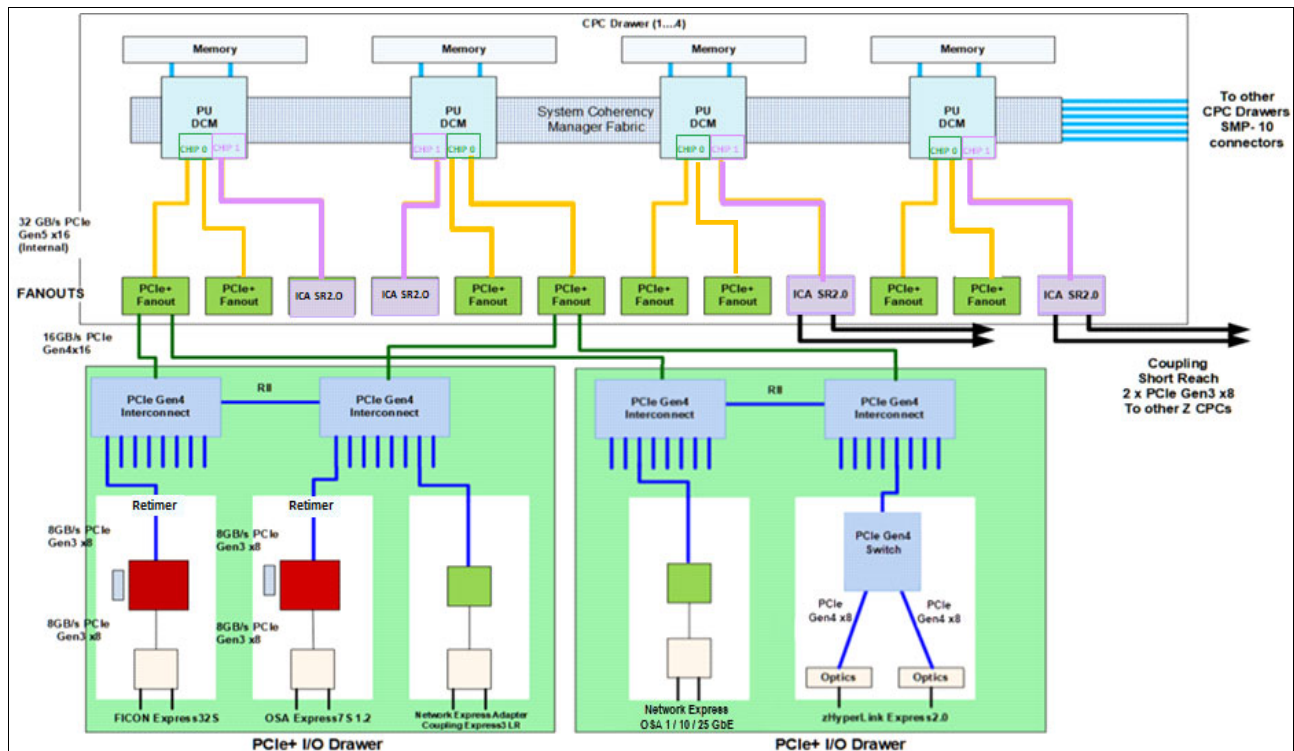 CPC Drawer (1....4)
Memory
Memory
Memory
Memory
PU
DCM
PU
DCM
System Coherency
Manager Fabric
PU
DCM
PU
DCM
CHIP 0
CHIP 1
CHIP 1
CHIP 0
CHIP 0
CHIP 1
CHIP 0
CHIP 1
To other
CPC Drawers
SMP- 10
connectors
32 GB/s PCIe
Gen5 x16
(Internal)
FANOUTS
PCIe+
Fanout
PCIe+
Fanout
ICA SR2.O
ICA SR2.O
PCIe+
Fanout
PCIe+
Fanout
PCIe+
Fanout
PCIe+
Fanout
ICA SR2.0
PCIe+
Fanout
PCIe+
Fanout
ICA SR2.0
16GB/s PCIe
Gen4x16
Coupling
Short Reach
2 x PCIe Gen3 x8
To other Z CPCs
PCIe Gen4
Interconnect
RII
PCIe Gen4
Interconnect
PCIe Gen4
Interconnect
RII
PCIe Gen4
Interconnect
Retimer
Retimer
8GB/s PCIe
Gen3 x8
8GB/s PCIe
Gen3 x8
PCIe Gen4
Switch
8GB/s PCIe
Gen3 x8
8GB/s PCIe
Gen3 x8
PCIe
Gen4 x8
PCIe
Gen4 x8
Optics
Optics
FICON Express32S
OSA Express7S 1.2
Network Express Adapter
Coupling Express3 LR
Network Express
OSA 1 / 10 / 25 GbE
zHyperLink Express2.0
PCIe+ I/O Drawer
PCIe+ I/O Drawer